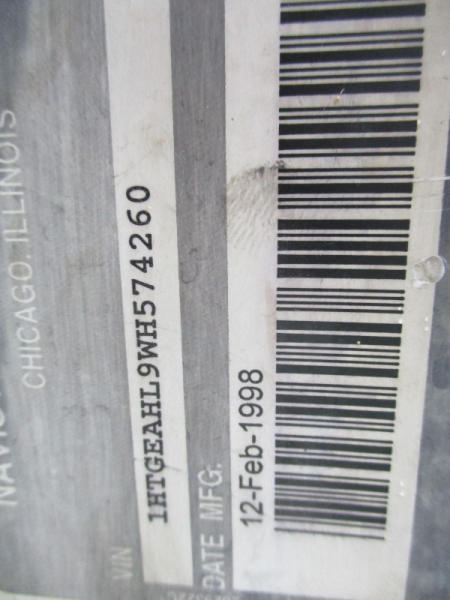 CHICAGO, ILLINOIS
VIN
1HTGEAHL9WH574260
DATE MFG.
12-Feb-1998